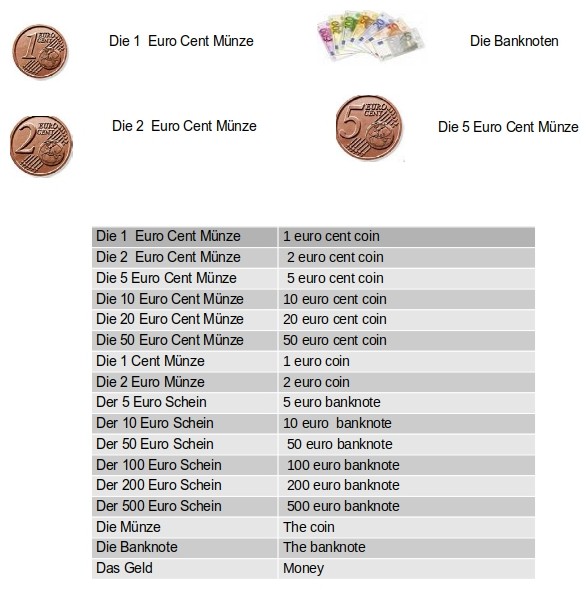 1 EURO CENT
Die 1 Euro Cent Münze
Die Banknoten
2 EURO CENT
Die 2 Euro Cent Münze
5 EURO CENT
Die 5 Euro Cent Münze
Die 1 Euro Cent Münze 1 euro cent coin
Die 2 Euro Cent Münze 2 euro cent coin
Die 5 Euro Cent Münze 5 euro cent coin
Die 10 Euro Cent Münze 10 euro cent coin
Die 20 Euro Cent Münze 20 euro cent coin
Die 50 Euro Cent Münze 50 euro cent coin
Die 1 Cent Münze 1 euro coin
Die 2 Euro Münze 2 euro coin
Der 5 Euro Schein 5 euro banknote
Der 10 Euro Schein 10 euro banknote
Der 50 Euro Schein 50 euro banknote
Der 100 Euro Schein 100 euro banknote
Der 200 Euro Schein 200 euro banknote
Der 500 Euro Schein 500 euro banknote
Die Münze The coin
Die Banknote The banknote
Das Geld Money